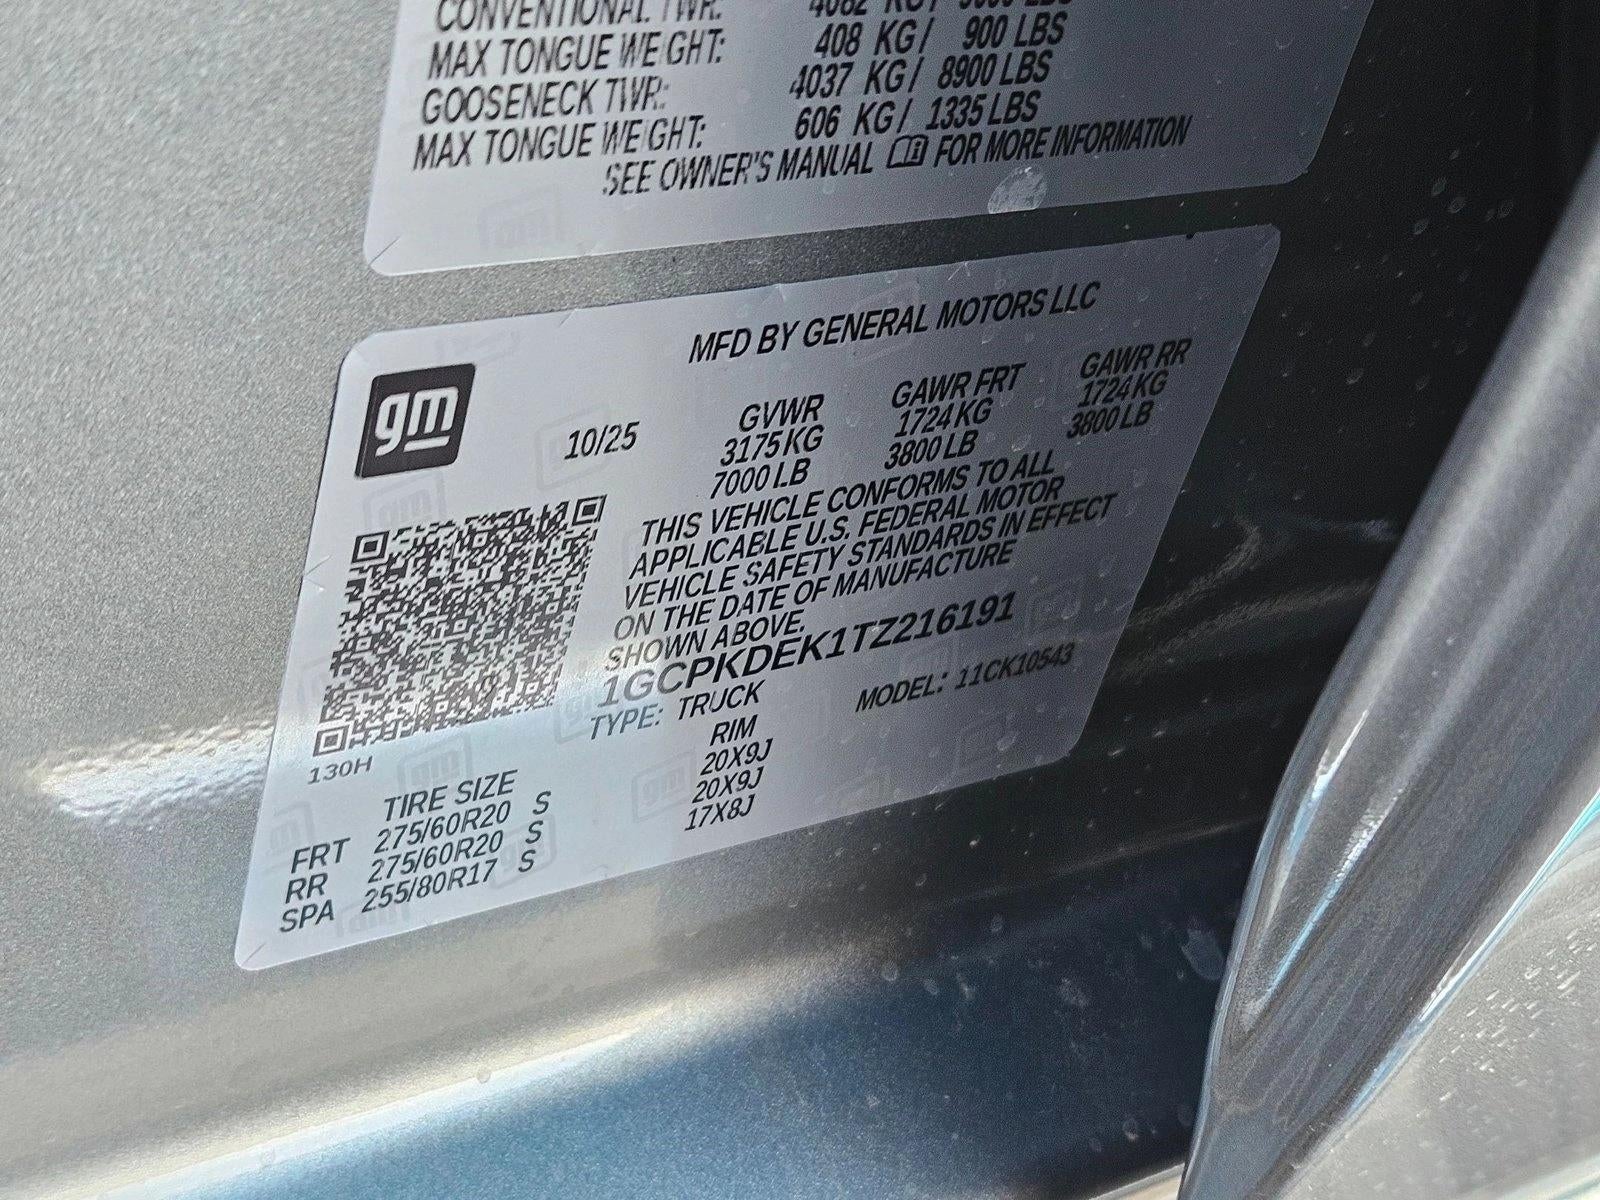 CONVENTIONAL TWR: 4082 KG / 9000 LBS
MAX TONGUE WEIGHT: 408 KG / 900 LBS
GOOSENECK TWR: 4037 KG / 8900 LBS
MAX TONGUE WEIGHT: 606 KG / 1335 LBS
SEE OWNER'S MANUAL FOR MORE INFORMATION
MFD BY GENERAL MOTORS LLC
gm
10/25
GVWR GAWR FRT GAWR RR
3175 KG 1724 KG 1724 KG
7000 LB 3800 LB 3800 LB
THIS VEHICLE CONFORMS TO ALL
APPLICABLE U.S. FEDERAL MOTOR
VEHICLE SAFETY STANDARDS IN EFFECT
ON THE DATE OF MANUFACTURE
SHOWN ABOVE.
1GCPKDEK1TZ216191
TYPE: TRUCK MODEL: 11CK10543
130H
TIRE SIZE RIM
FRT 275/60R20 S 20X9J
RR 275/60R20 S 20X9J
SPA 255/80R17 S 17X8J